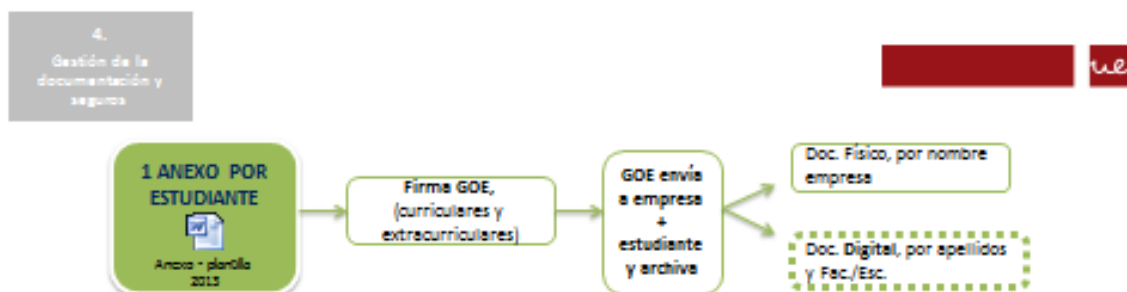 4.
Gestión de la
documentación y
seguros
ue
1 ANEXO POR
ESTUDIANTE
Anexo - plantilla
2013
Firma GOE,
(curriculares y
extracurriculares)
GOE envía
a empresa
+
estudiante
y archiva
Doc. Físico, por nombre
empresa
Doc. Digital, por apellidos
y Fac./Esc.